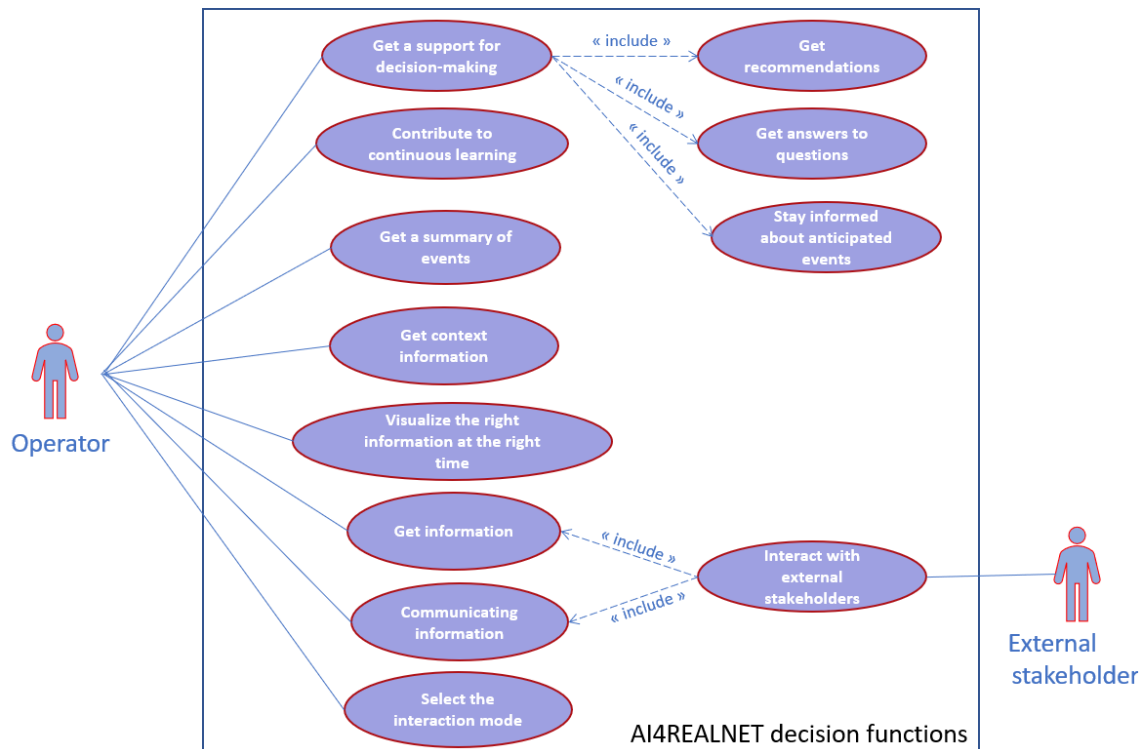 Get a support for
decision-making
« include »
Get
recommendations
« include »
Contribute to
continuous learning
« include »
Get answers to
questions
Get a summary of
events
Stay informed
about anticipated
events
Get context
information
Operator
Visualize the right
information at the right
time
Get information
« include »
Interact with
external
stakeholders
Communicating
information
« include »
External
stakeholder
Select the
interaction mode
AI4REALNET decision functions